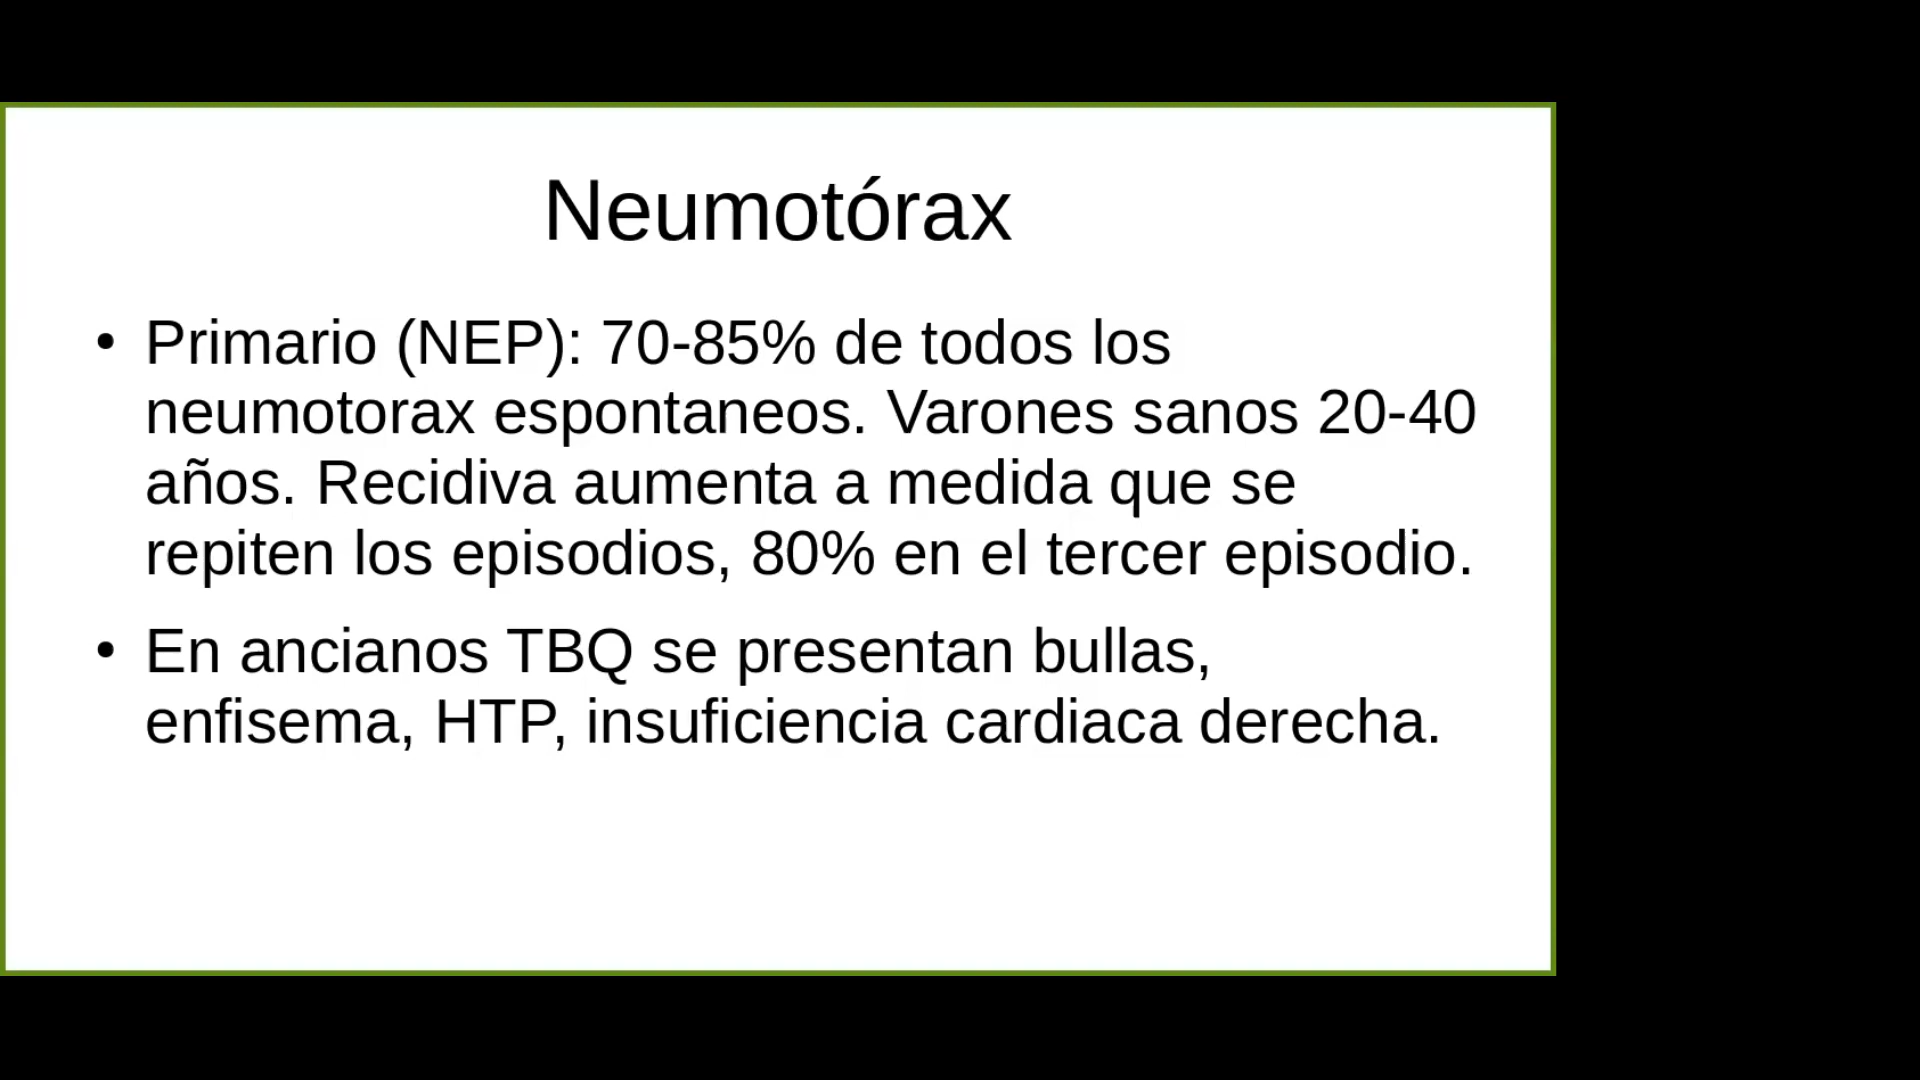 Neumotórax
• Primario (NEP): 70-85% de todos los
neumotorax espontaneos. Varones sanos 20-40
años. Recidiva aumenta a medida que se
repiten los episodios, 80% en el tercer episodio.
• En ancianos TBQ se presentan bullas,
enfisema, HTP, insuficiencia cardiaca derecha.